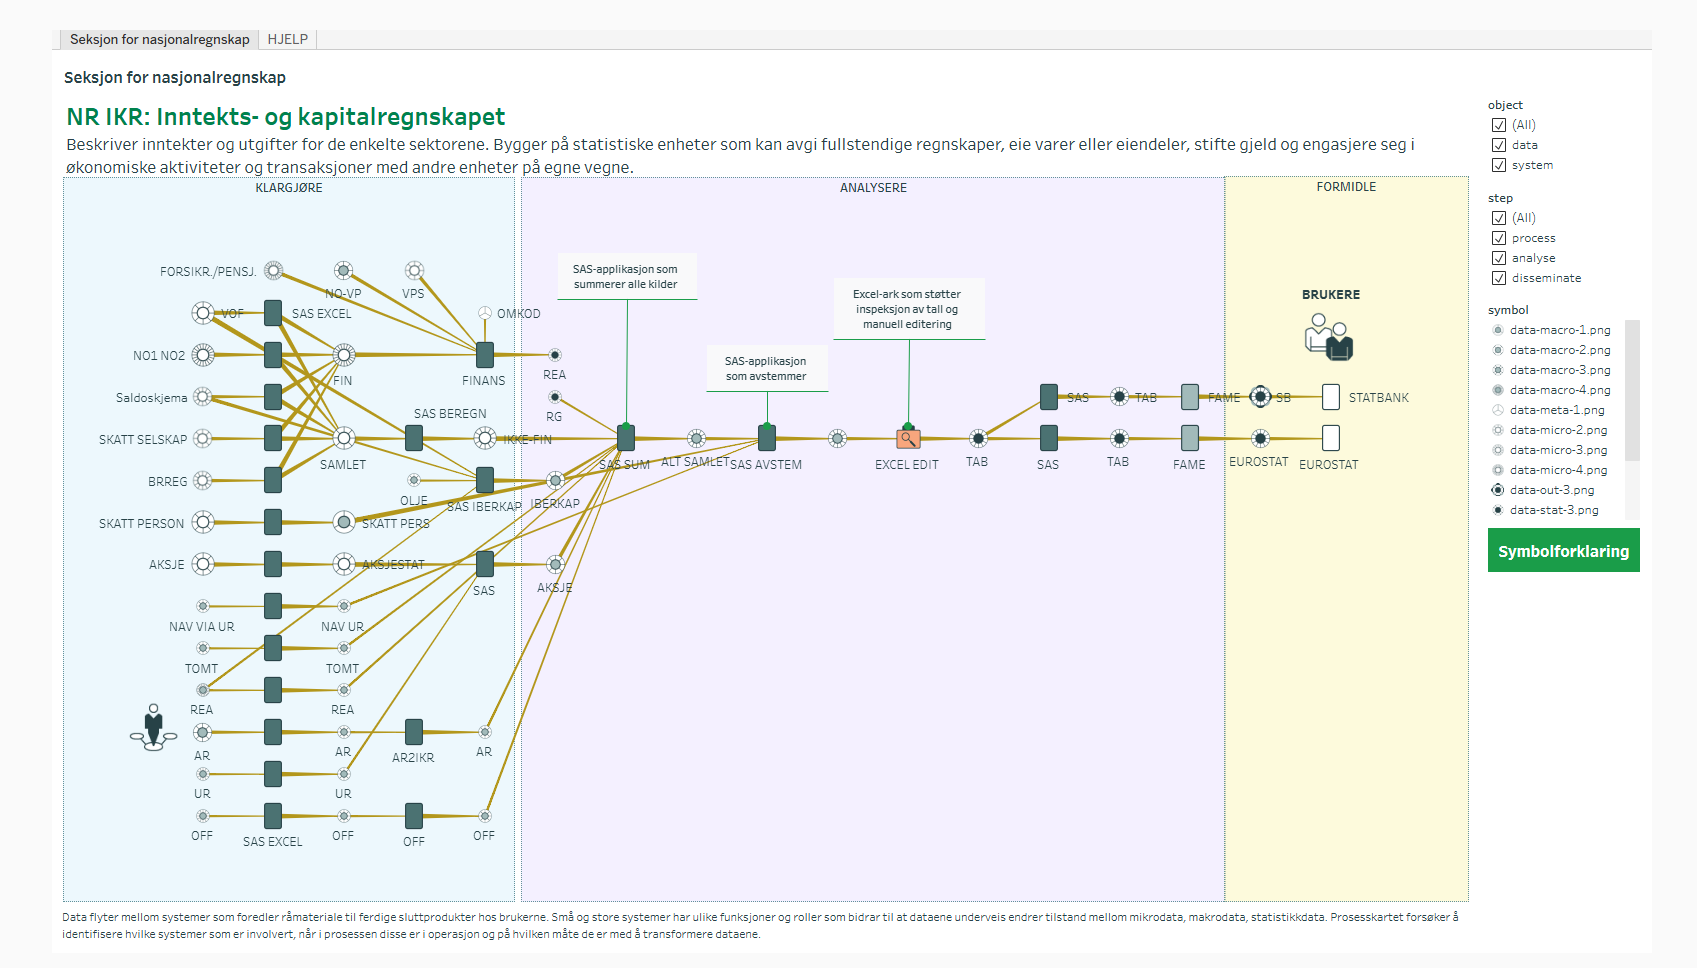 Seksjon for nasjonalregnskap
HJELP
Seksjon for nasjonalregnskap
NR IKR: Inntekts- og kapitalregnskapet
Beskriver inntekter og utgifter for de enkelte sektorene. Bygger på statistiske enheter som kan avgi fullstendige regnskaper, eie varer eller eiendeler, stifte gjeld og engasjere seg i
økonomiske aktiviteter og transaksjoner med andre enheter på egne vegne.
KLARGJØRE
ANALYSERE
FORMIDLE
FORSIKR./PENSJ.
NO-VP
VPS
VOF
SAS EXCEL
OMKOD
NO1 NO2
FIN
FINANS
REA
Saldoskjema
SAS BEREGN
RG
SKATT SELSKAP
SAMLET
IKKE-FIN
BRREG
OLJE
SAS IBERKAP
IBERKAP
SKATT PERSON
SKATT PERS
AKSJE
AKSJESTAT
SAS
AKSJE
NAV VIA UR
NAV UR
TOMT
TOMT
REA
REA
AR
AR
AR2IKR
AR
UR
UR
OFF
SAS EXCEL
OFF
OFF
OFF
SAS-applikasjon som
summerer alle kilder
SAS-applikasjon
som avstemmer
Excel-ark som støtter
inspeksjon av tall og
manuell editering
SAS SUM
ALT SAMLET
SAS AVSTEM
EXCEL EDIT
TAB
SAS
TAB
FAME
SB
STATBANK
SAS
TAB
FAME
EUROSTAT
EUROSTAT
BRUKERE
object
(All)
data
system
step
(All)
process
analyse
disseminate
symbol
data-macro-1.png
data-macro-2.png
data-macro-3.png
data-macro-4.png
data-meta-1.png
data-micro-2.png
data-micro-3.png
data-micro-4.png
data-out-3.png
data-stat-3.png
Symbolforklaring
Data flyter mellom systemer som foredler råmateriale til ferdige sluttprodukter hos brukerne. Små og store systemer har ulike funksjoner og roller som bidrar til at dataene underveis endrer tilstand mellom mikrodata, makrodata, statistikkdata. Prosesskartet forsøker å
identifisere hvilke systemer som er involvert, når i prosessen disse er i operasjon og på hvilken måte de er med å transformere dataene.